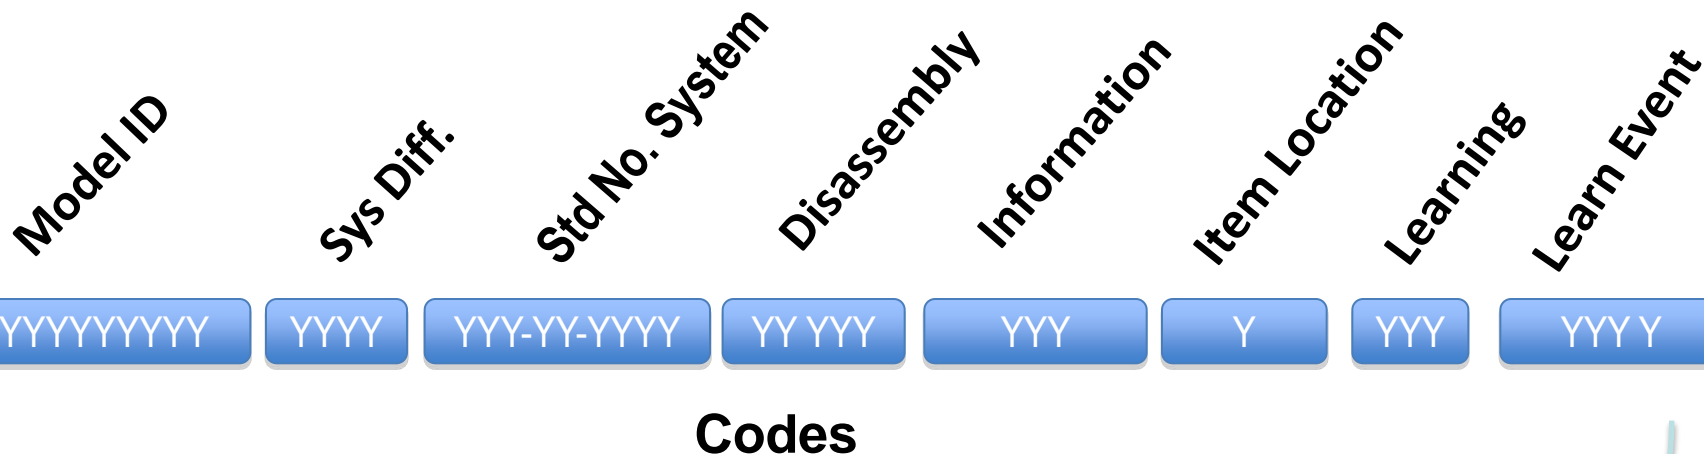 Model ID
Sys Diff.
Std No. System
Disassembly
Information
Item Location
Learning
Learn Event
YYYYYYYYY
YYYY
YYY-YY-YYYY
YY YYY
YYY
Y
YYY
YYY Y
Codes